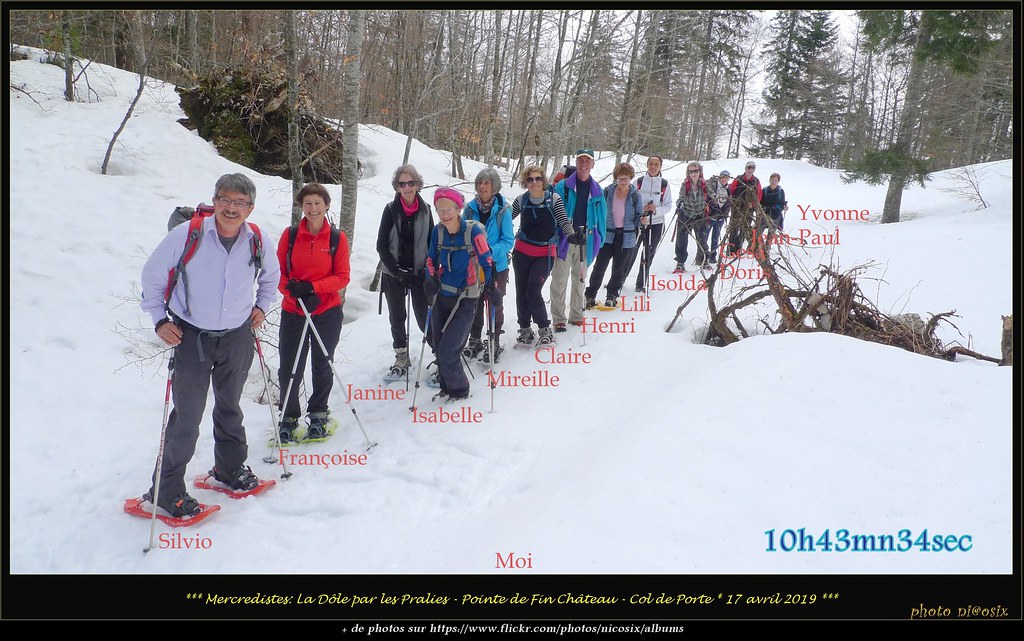 Yvonne
Jean-Paul
Gess
Doris
Isolda
Lili
Henri
Claire
Mireille
Janine
Isabelle
Françoise
Silvio
10h43mn34sec
Moi
*** Mercredistes: La Dôle par les Pralies - Pointe de Fin Château - Col de Porte * 17 avril 2019 ***
photo ni@osix
+ de photos sur https://www.flickr.com/photos/nicosix/albums